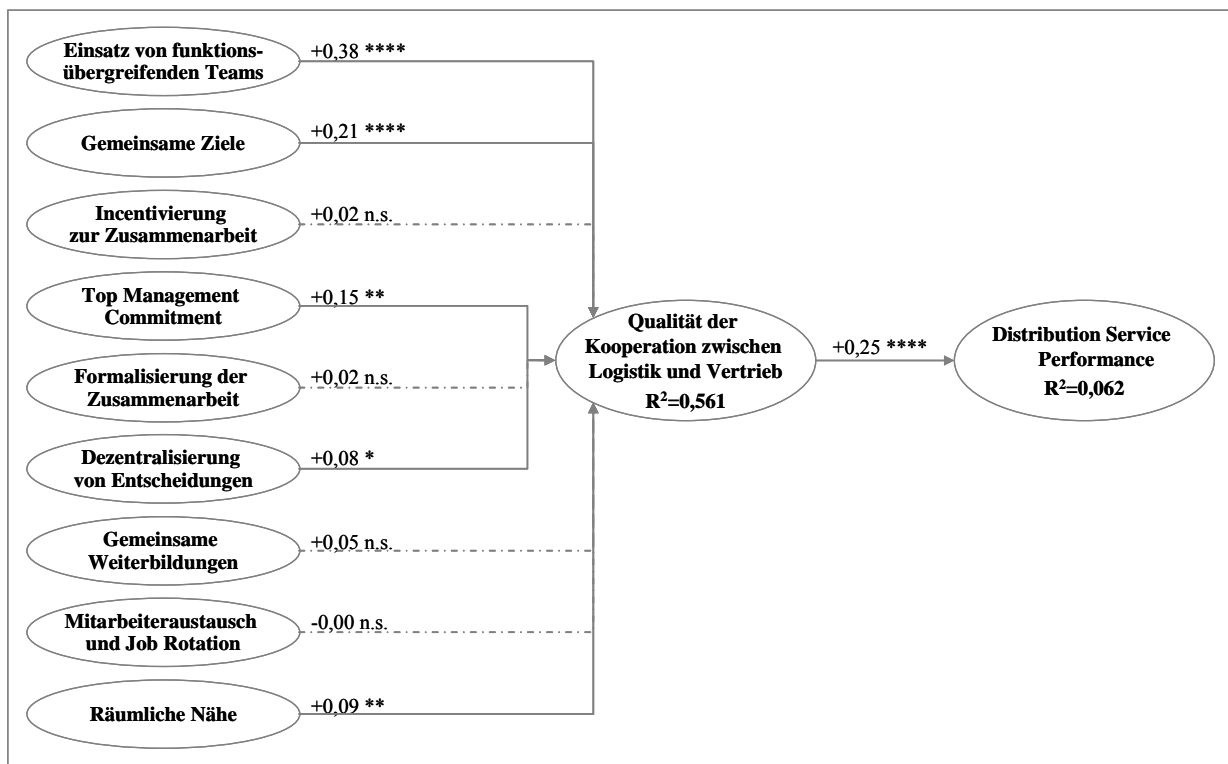 Einsatz von funktions-
übergreifenden Teams
+0,38 ****
Gemeinsame Ziele
+0,21 ****
Incentivierung
zur Zusammenarbeit
+0,02 n.s.
Top Management
Commitment
+0,15 **
Formalisierung der
Zusammenarbeit
+0,02 n.s.
Dezentralisierung
von Entscheidungen
+0,08 *
Gemeinsame
Weiterbildungen
+0,05 n.s.
Mitarbeiteraustausch
und Job Rotation
-0,00 n.s.
Räumliche Nähe
+0,09 **
Qualität der
Kooperation zwischen
Logistik und Vertrieb
R²=0,561
+0,25 ****
Distribution Service
Performance
R²=0,062